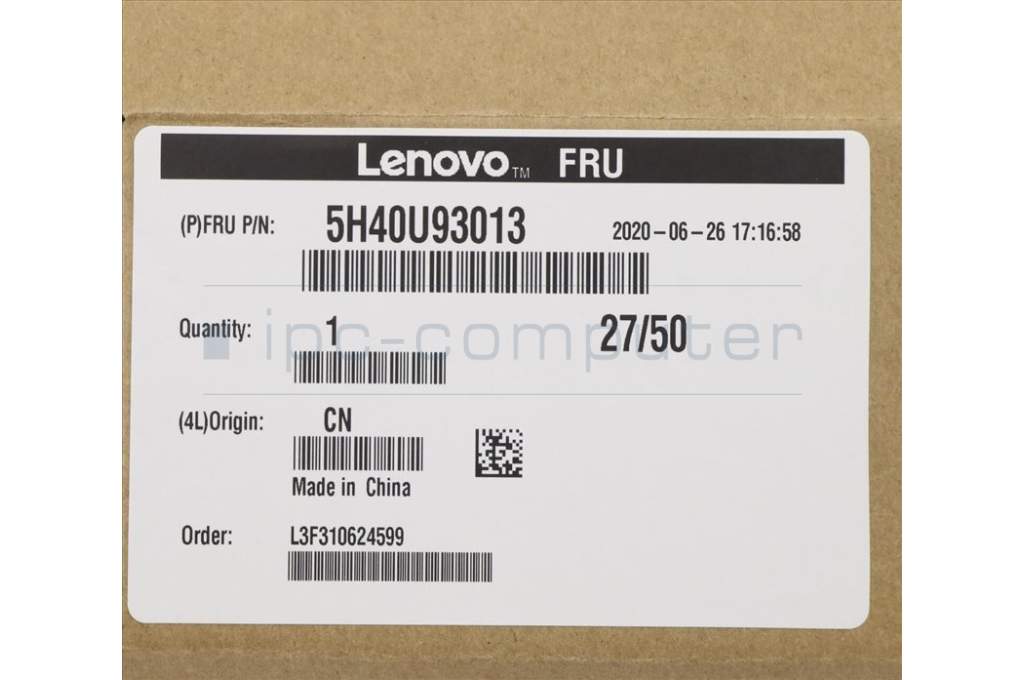 Lenovo™ FRU
(P)FRU P/N: 5H40U93013 2020-06-26 17:16:58
Quantity: 1 27/50
ipc-computer
(4L)Origin: CN
Made in China
Order: L3F310624599